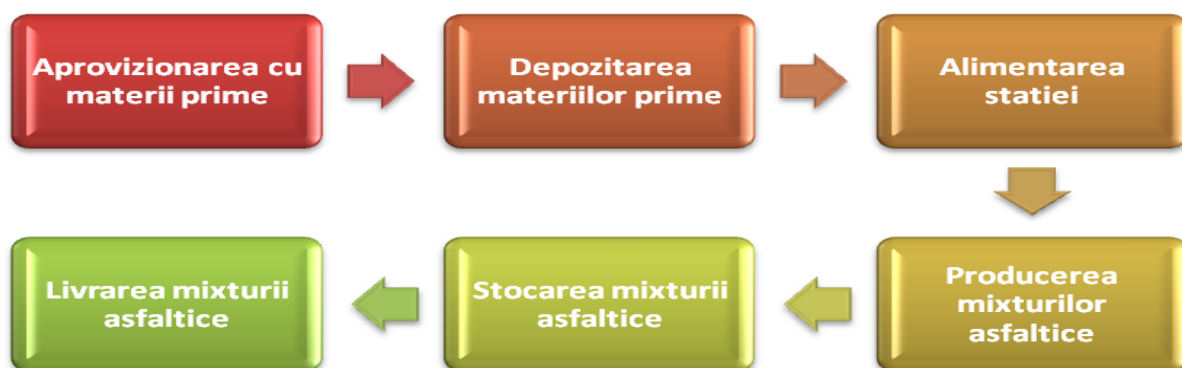 Aprovizionarea cu
materii prime
Depozitarea
materiilor prime
Alimentarea
statiei
Producerea
mixturilor
asfaltice
Stocarea mixturii
asfaltice
Livrarea mixturii
asfaltice